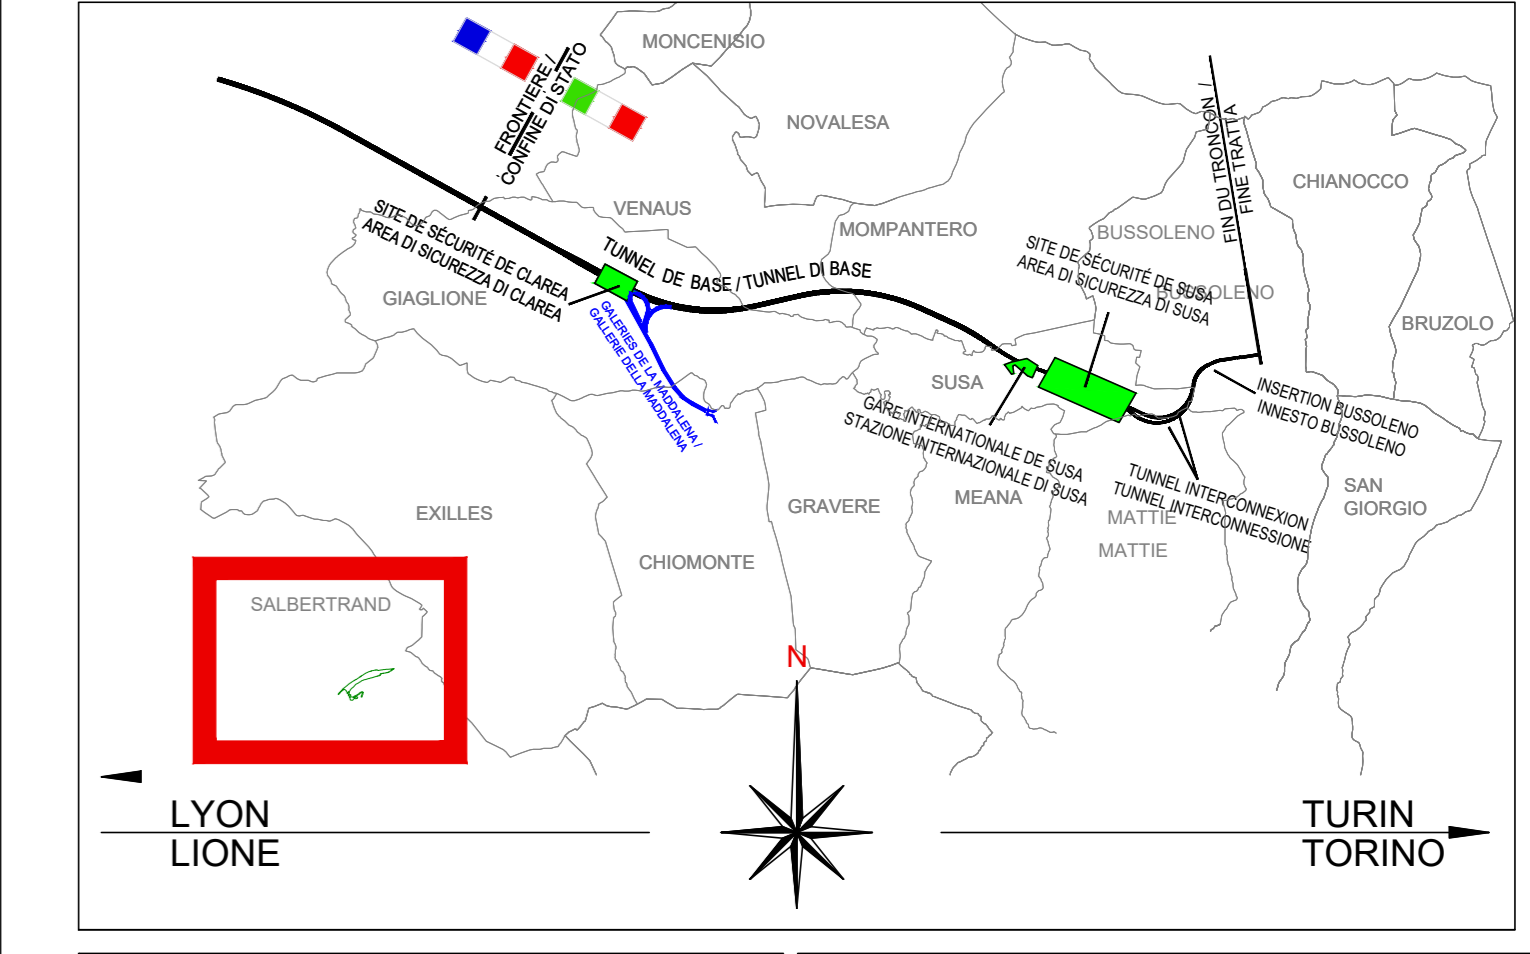 MONCENISIO
FRONTIERE /
CONFINE DI STATO
NOVALESA
FIN DU TRONCON /
FINE TRATTA
CHIANOCCO
VENAUS
MOMPANTERO
BUSSOLENO
SITE DE SÉCURITÉ DE CLAREA
AREA DI SICUREZZA DI CLAREA
TUNNEL DE BASE / TUNNEL DI BASE
SITE DE SÉCURITÉ DE SUSA
AREA DI SICUREZZA DI SUSA
BUSSOLENO
GIAGLIONE
BRUZOLO
GALERIES DE LA MADDALENA /
GALLERIE DELLA MADDALENA
SUSA
GARE INTERNATIONALE DE SUSA
STAZIONE INTERNAZIONALE DI SUSA
INSERTION BUSSOLENO
INNESTO BUSSOLENO
TUNNEL INTERCONNEXION
TUNNEL INTERCONNESSIONE
EXILLES
GRAVERE
MEANA
MATTIE
MATTIE
SAN
GIORGIO
CHIOMONTE
SALBERTRAND
N
LYON
LIONE
TURIN
TORINO